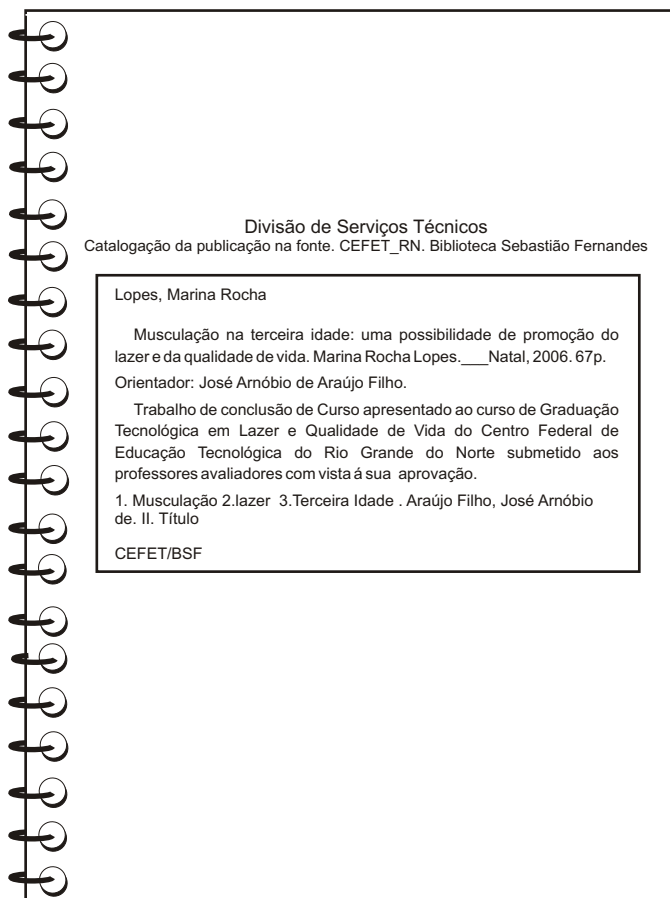 Divisão de Serviços Técnicos
Catalogação da publicação na fonte. CEFET_RN. Biblioteca Sebastião Fernandes
Lopes, Marina Rocha
Musculação na terceira idade: uma possibilidade de promoção do
lazer e da qualidade de vida. Marina Rocha Lopes.___Natal, 2006. 67p.
Orientador: José Arnóbio de Araújo Filho.
Trabalho de conclusão de Curso apresentado ao curso de Graduação
Tecnológica em Lazer e Qualidade de Vida do Centro Federal de
Educação Tecnológica do Rio Grande do Norte submetido aos
professores avaliadores com vista á sua aprovação.
1. Musculação 2.lazer 3.Terceira Idade . Araújo Filho, José Arnóbio
de. II. Título
CEFET/BSF